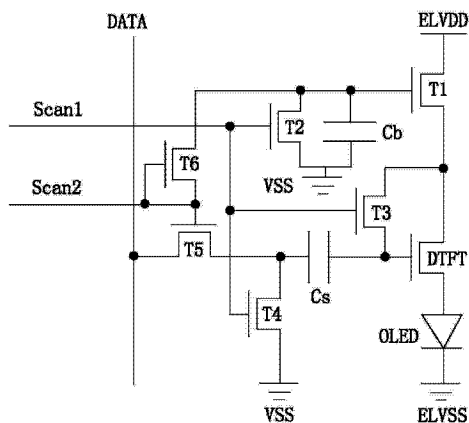 DATA
ELVDD
T1
Scan1
T2
Cb
T6
VSS
Scan2
T3
T5
DTFT
Cs
T4
OLED
VSS
ELVSS